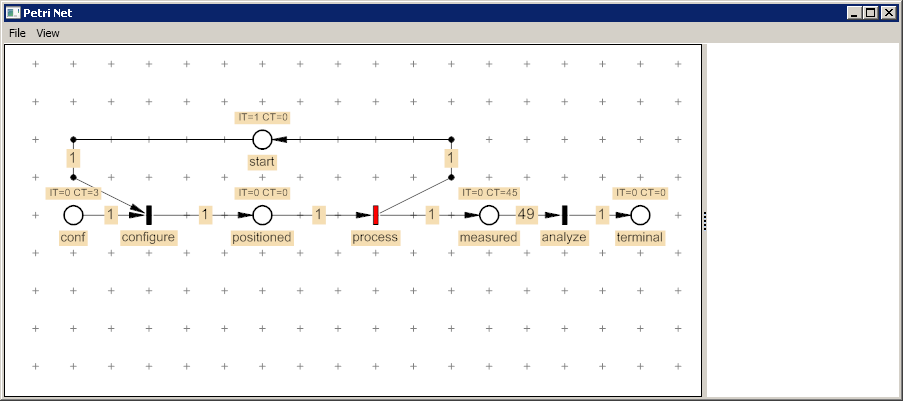 Petri Net
File View
IT=1 CT=0
start
1
1
IT=0 CT=3
IT=0 CT=0
IT=0 CT=45
IT=0 CT=0
1 1 1 1 49 1
conf configure positioned process measured analyze terminal